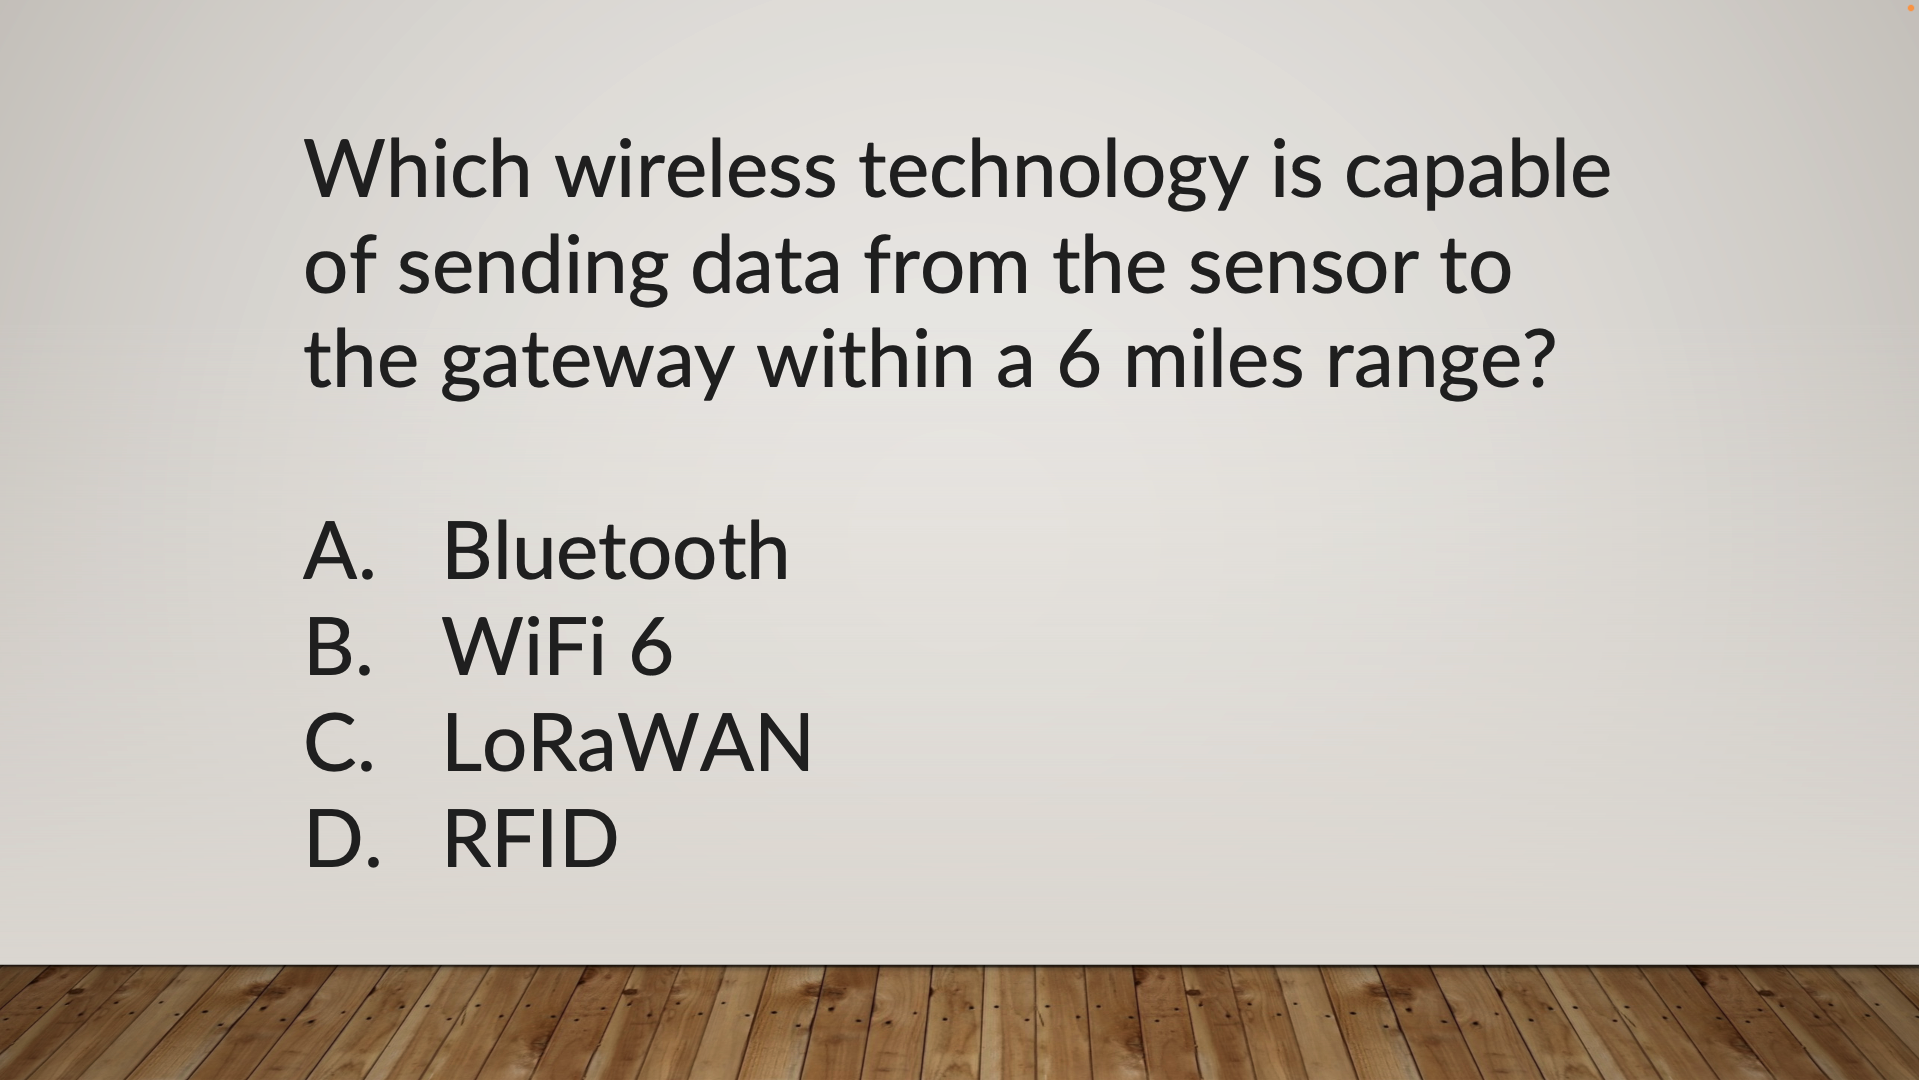 Which wireless technology is capable
of sending data from the sensor to
the gateway within a 6 miles range?
A. Bluetooth
B. WiFi 6
C. LoRaWAN
D. RFID